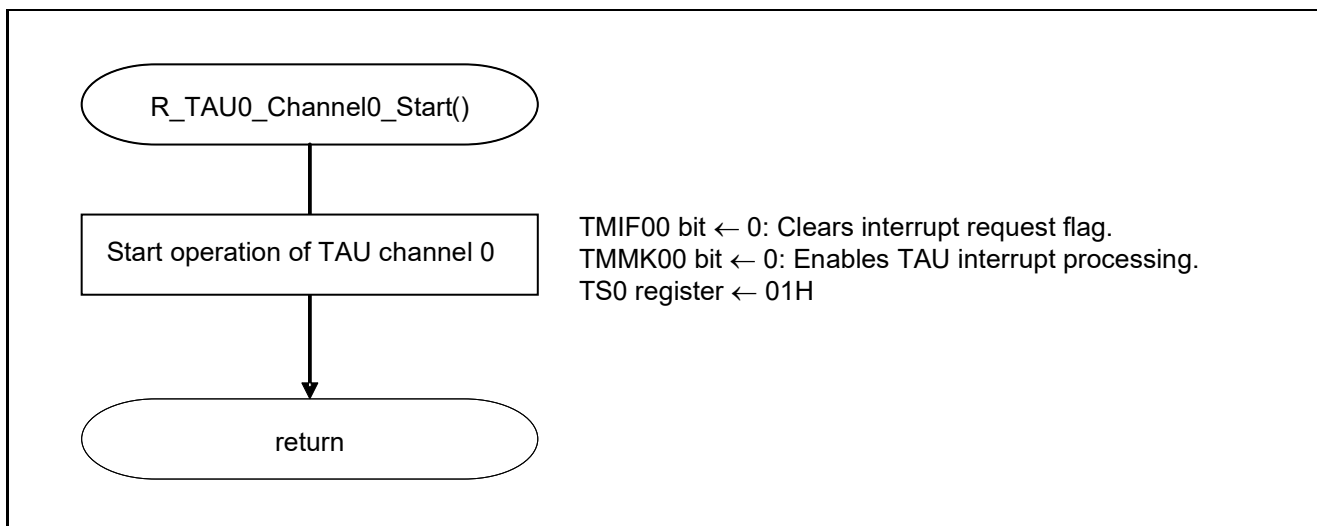 R_TAU0_Channel0_Start()
Start operation of TAU channel 0
TMIF00 bit ← 0: Clears interrupt request flag.
TMMK00 bit ← 0: Enables TAU interrupt processing.
TS0 register ← 01H
return